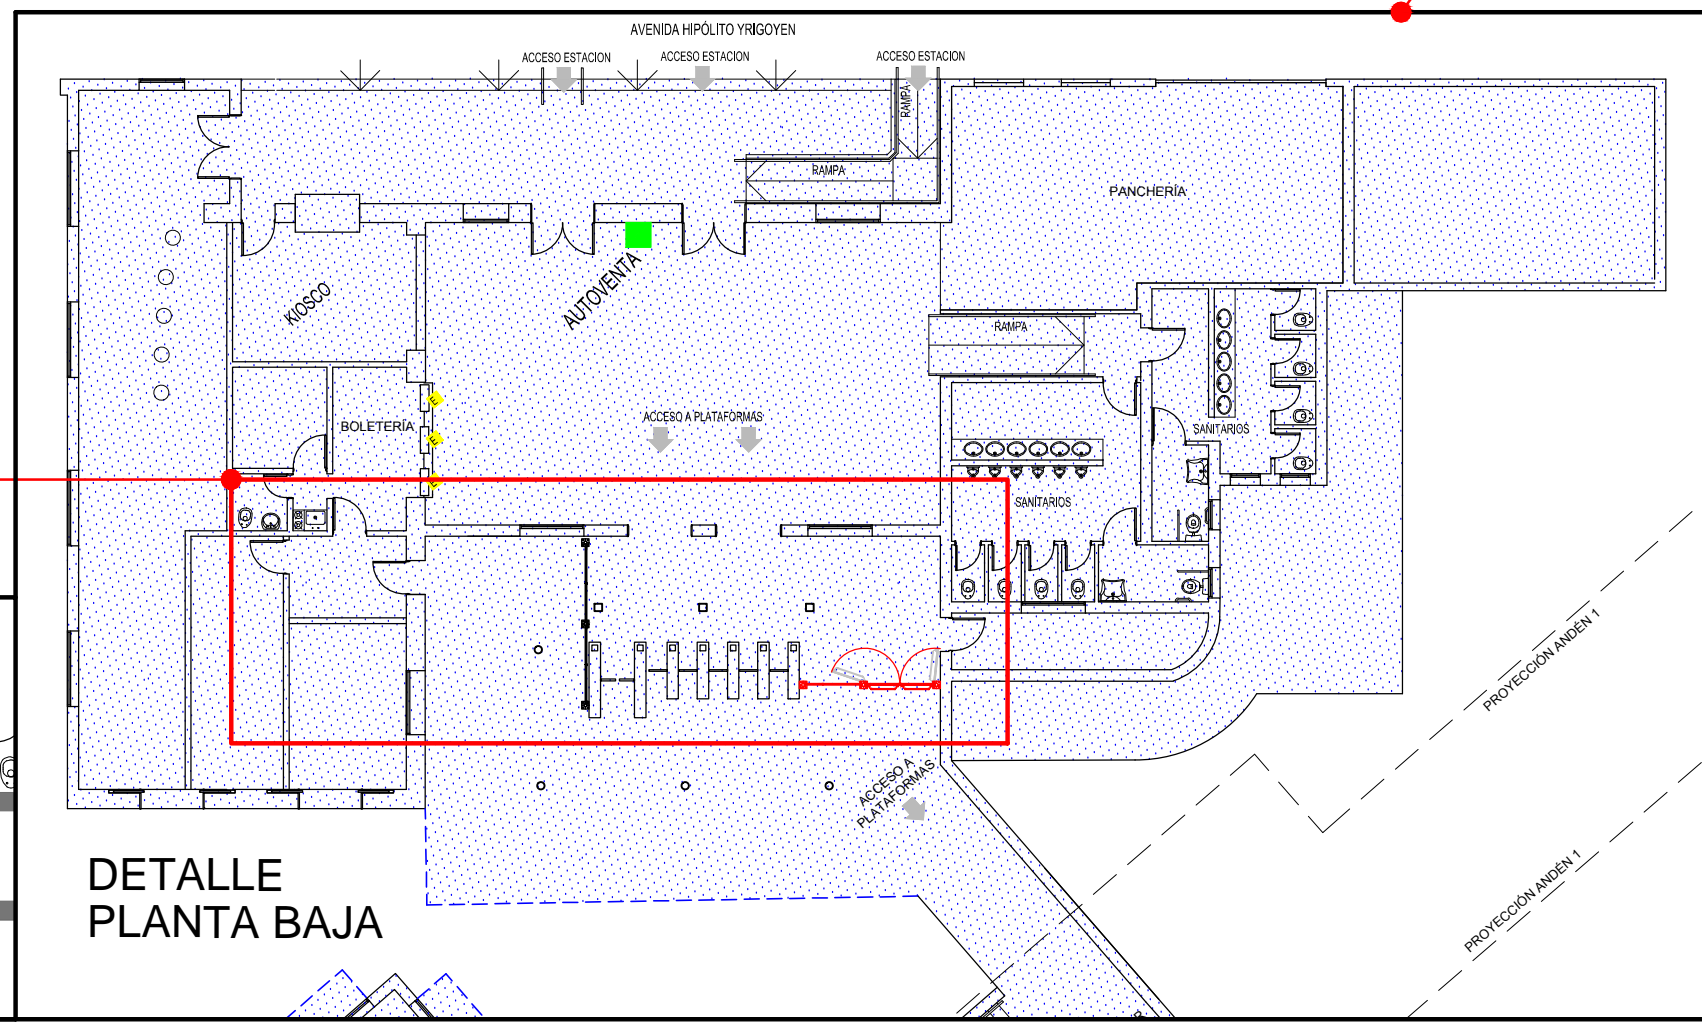 AVENIDA HIPÓLITO YRIGOYEN
ACCESO ESTACION
ACCESO ESTACION
ACCESO ESTACION
RAMPA
RAMPA
PANCHERÍA
KIOSCO
AUTOVENTA
RAMPA
BOLETERÍA
E
E
E
ACCESO A PLATAFORMAS
SANITARIOS
SANITARIOS
PROYECCIÓN ANDÉN 1
ACCESO A
PLATAFORMAS
PROYECCIÓN ANDÉN 1
DETALLE
PLANTA BAJA